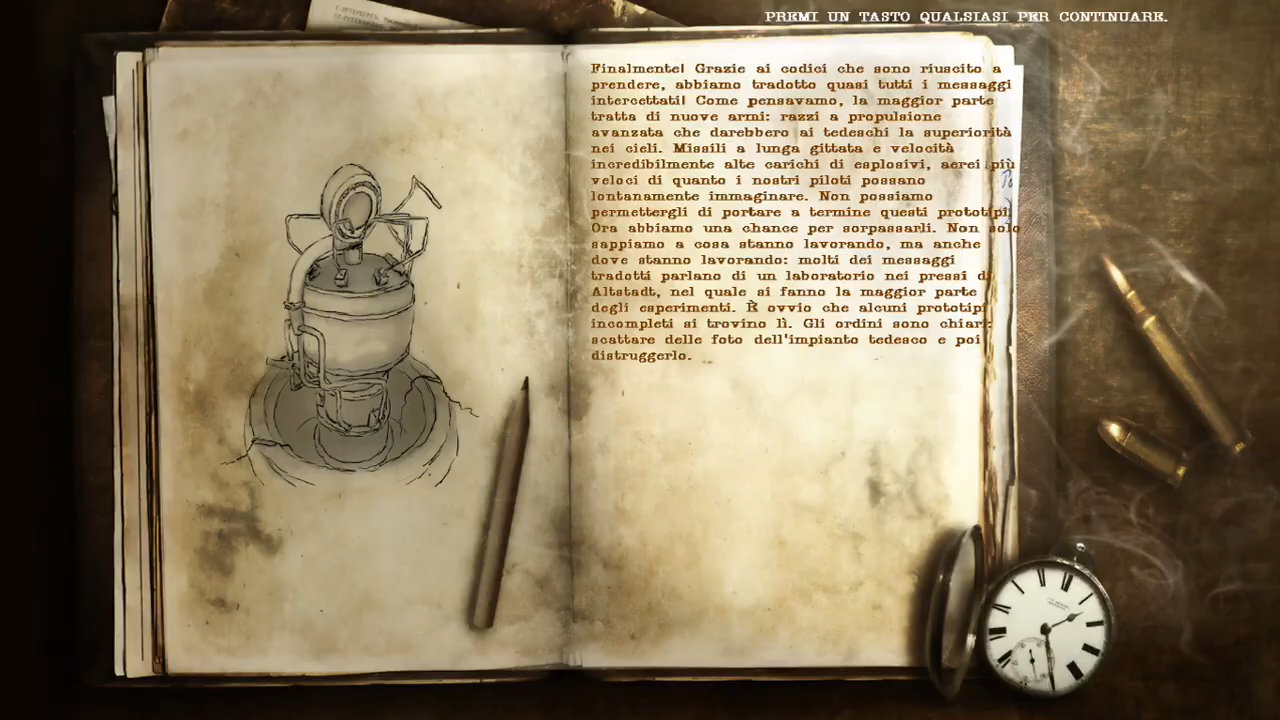 PREMI UN TASTO QUALSIASI PER CONTINUARE.
Finalmente! Grazie ai codici che sono riuscito a
prendere, abbiamo tradotto quasi tutti i messaggi
intercettati! Come pensavamo, la maggior parte
tratta di nuove armi: razzi a propulsione
avanzata che darebbero ai tedeschi la superiorità
nei cieli. Missili a lunga gittata e velocità
incredibilmente alte carichi di esplosivi, aerei più
veloci di quanto i nostri piloti possano
lontanamente immaginare. Non possiamo
permettergli di portare a termine questi prototipi!
Ora abbiamo una chance per sorpassarli. Non solo
sappiamo a cosa stanno lavorando, ma anche
dove stanno lavorando: molti dei messaggi
tradotti parlano di un laboratorio nei pressi di
Altstadt, nel quale si fanno la maggior parte
degli esperimenti. È ovvio che alcuni prototipi
incompleti si trovino lì. Gli ordini sono chiari:
scattare delle foto dell'impianto tedesco e poi
distruggerlo.